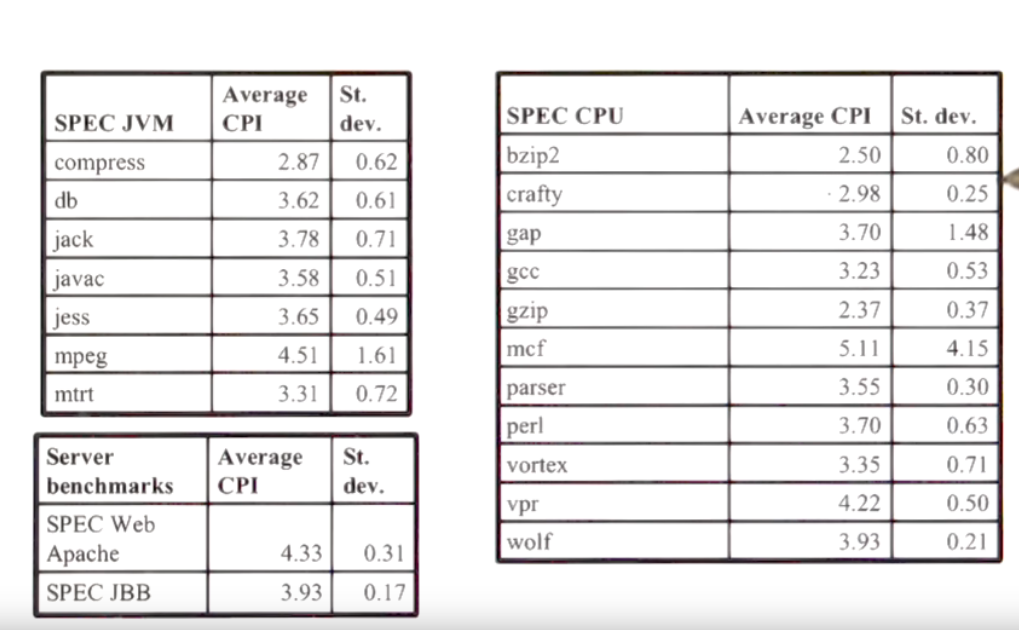 SPEC JVM Average CPI St. dev.
compress 2.87 0.62
db 3.62 0.61
jack 3.78 0.71
javac 3.58 0.51
jess 3.65 0.49
mpeg 4.51 1.61
mtrt 3.31 0.72
Server benchmarks Average CPI St. dev.
SPEC Web Apache 4.33 0.31
SPEC JBB 3.93 0.17
SPEC CPU Average CPI St. dev.
bzip2 2.50 0.80
crafty 2.98 0.25
gap 3.70 1.48
gcc 3.23 0.53
gzip 2.37 0.37
mcf 5.11 4.15
parser 3.55 0.30
perl 3.70 0.63
vortex 3.35 0.71
vpr 4.22 0.50
wolf 3.93 0.21